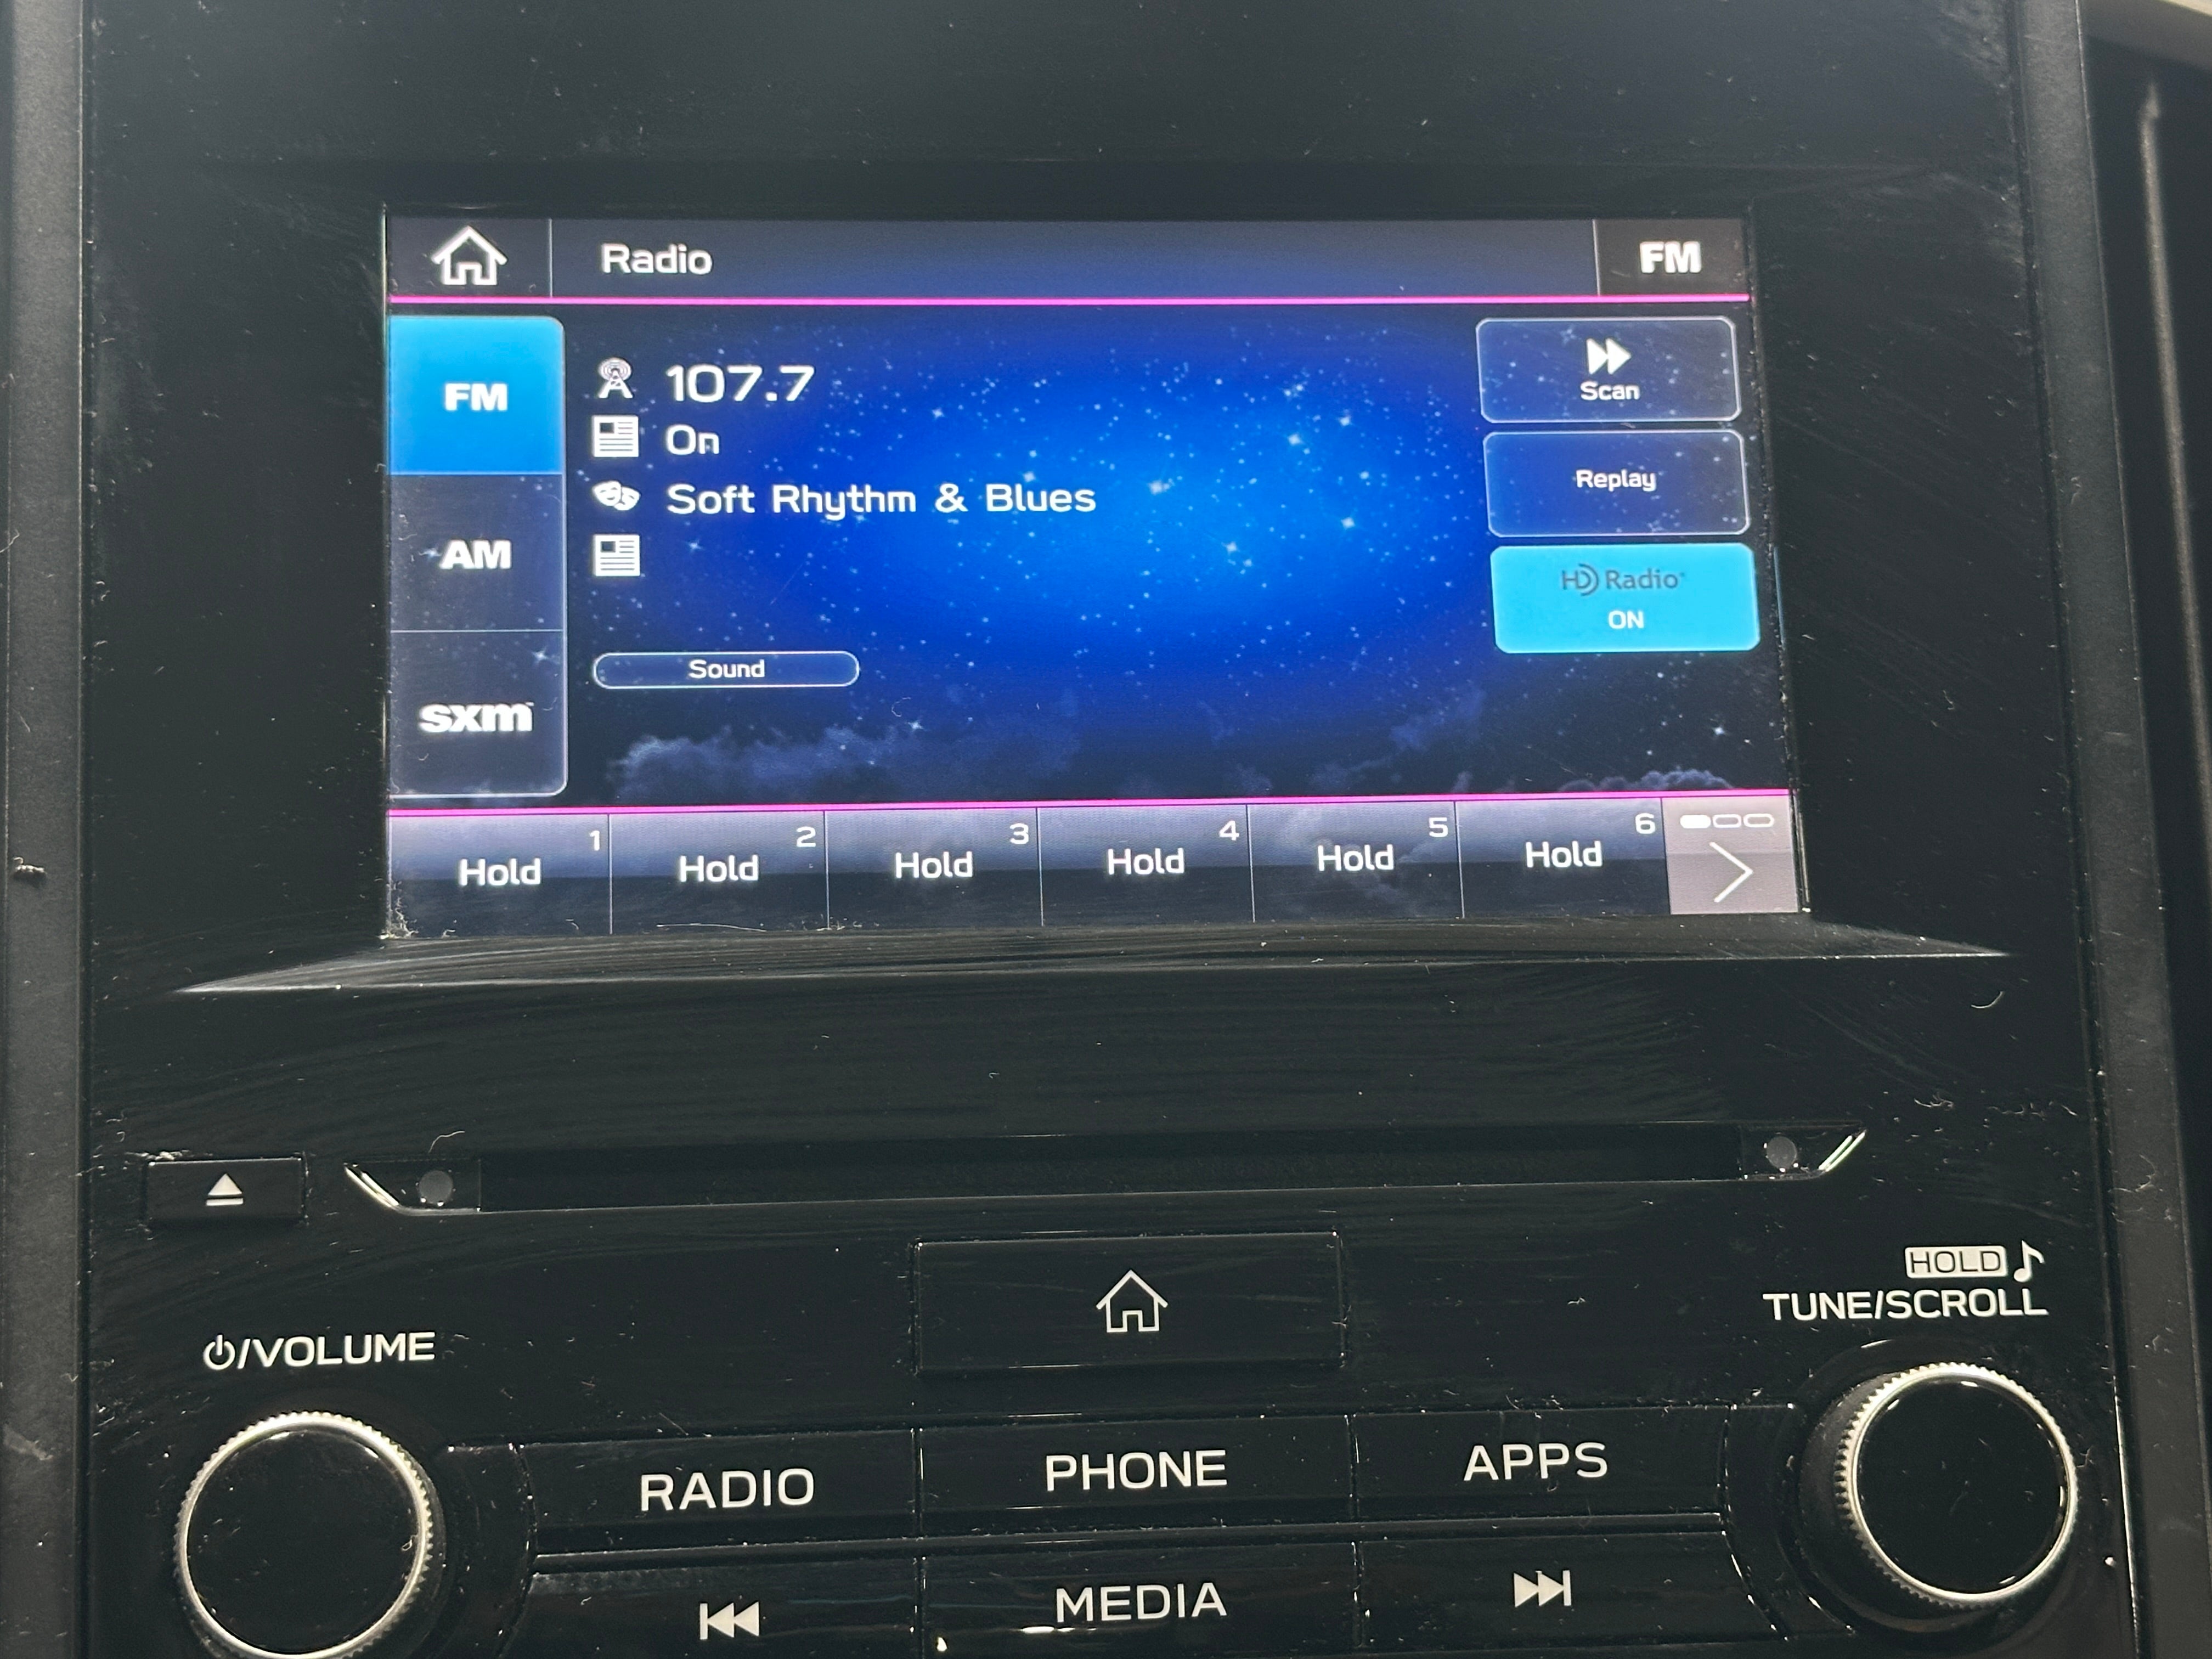 Radio
FM
FM
AM
sxm
107.7
On
Soft Rhythm & Blues
Sound
Scan
Replay
HD Radio
ON
1 2 3 4 5 6
Hold Hold Hold Hold Hold Hold
HOLD
TUNE/SCROLL
/VOLUME
RADIO PHONE APPS
MEDIA